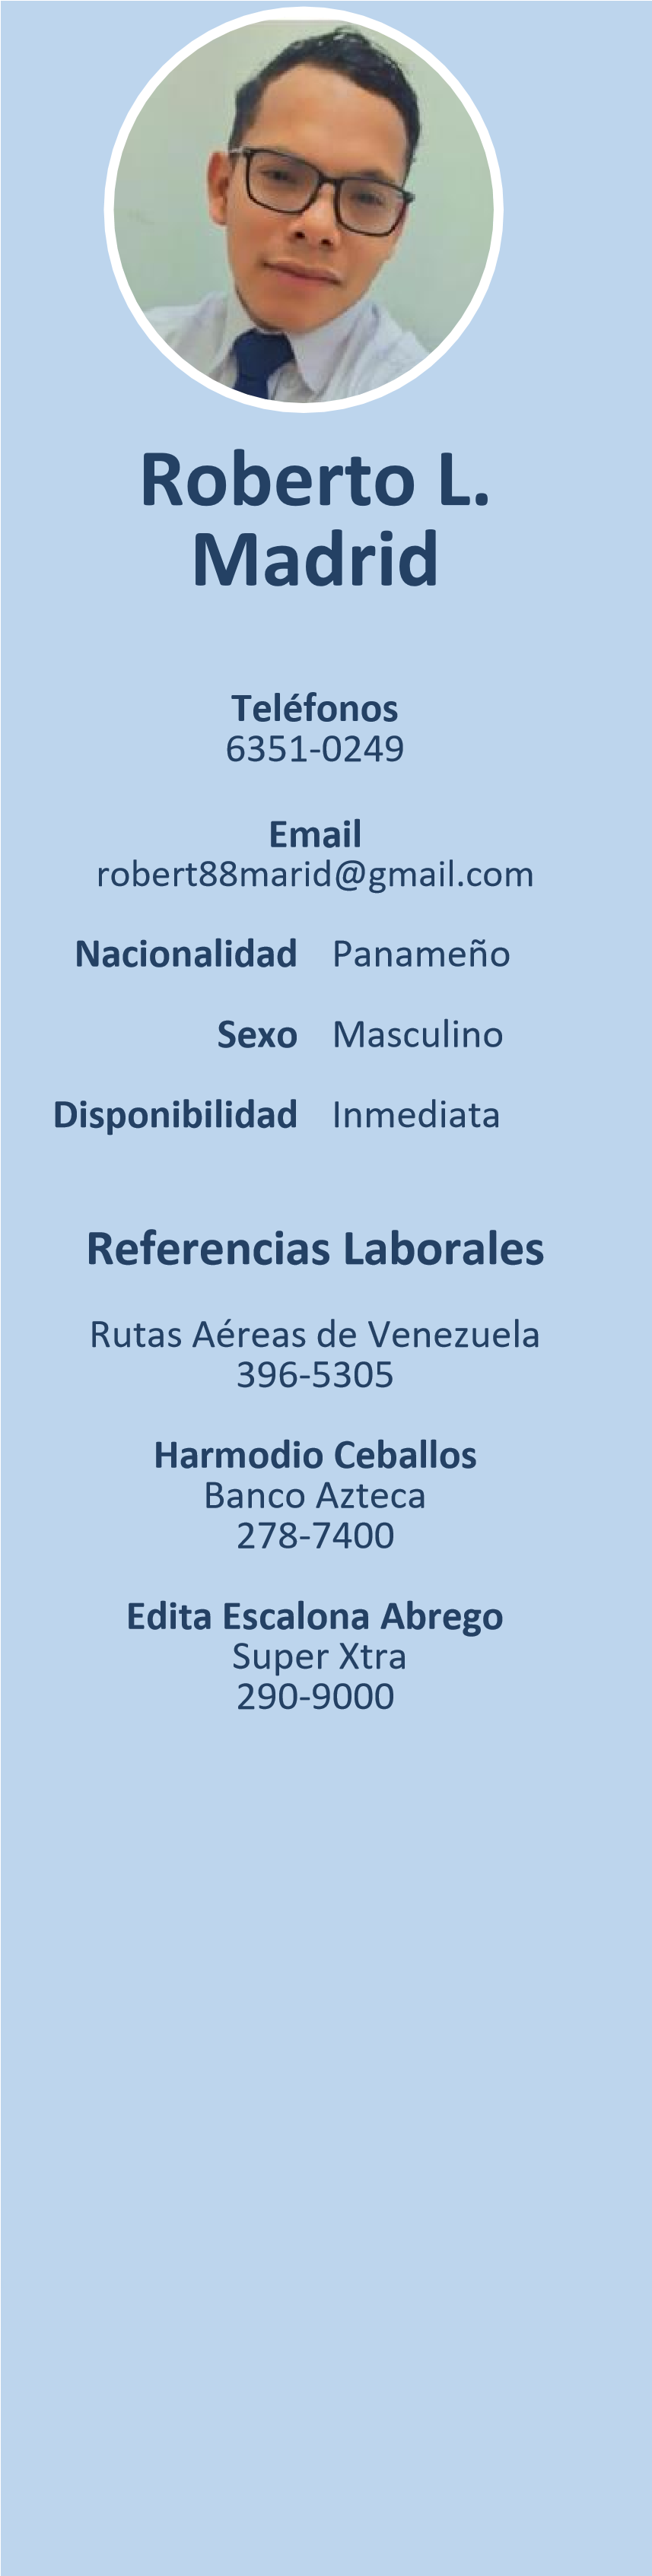 Roberto L.
Madrid
Teléfonos
6351-0249
Email
robert88marid@gmail.com
Nacionalidad Panameño
Sexo Masculino
Disponibilidad Inmediata
Referencias Laborales
Rutas Aéreas de Venezuela
396-5305
Harmodio Ceballos
Banco Azteca
278-7400
Edita Escalona Abrego
Super Xtra
290-9000